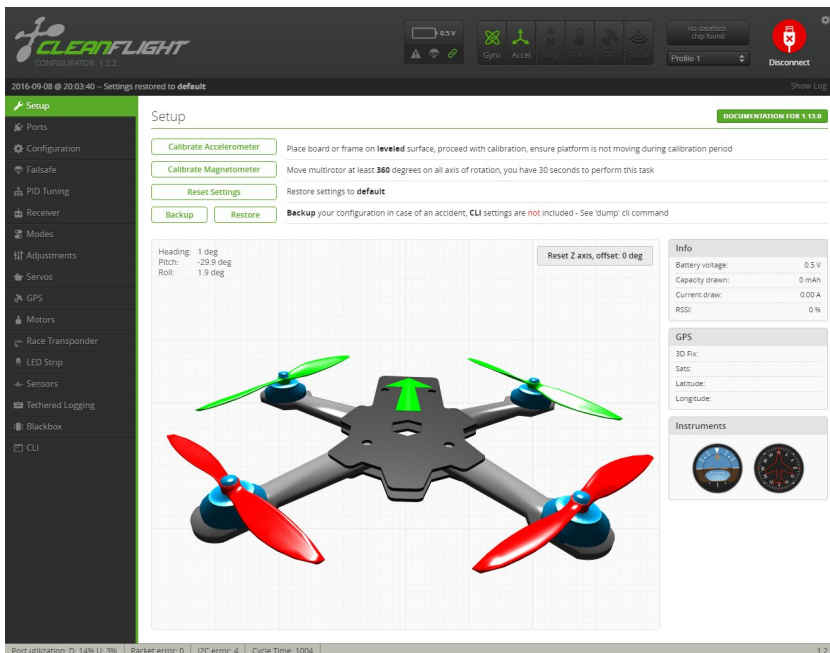 CLEANFLIGHT
CONFIGURATOR 1.2.2
0.5 V
Gyro Accel Mag Baro GPS Sonar
No dataflash
chip found
Profile 1
Disconnect
2016-09-08 @ 20:03:40 -- Settings restored to default
Show Log
Setup
Ports
Configuration
Failsafe
PID Tuning
Receiver
Modes
Adjustments
Servos
GPS
Motors
Race Transponder
LED Strip
Sensors
Tethered Logging
Blackbox
CLI
Setup
DOCUMENTATION FOR 1.13.0
Calibrate Accelerometer Place board or frame on leveled surface, proceed with calibration, ensure platform is not moving during calibration period
Calibrate Magnetometer Move multirotor at least 360 degrees on all axis of rotation, you have 30 seconds to perform this task
Reset Settings Restore settings to default
Backup Restore Backup your configuration in case of an accident, CLI settings are not included - See 'dump' cli command
Heading: 1 deg
Pitch: -29.9 deg
Roll: 1.9 deg
Reset Z axis, offset: 0 deg
Info
Battery voltage: 0.5 V
Capacity drawn: 0 mAh
Current draw: 0.00 A
RSSI: 0 %
GPS
3D Fix:
Sats:
Latitude:
Longitude:
Instruments
Port utilization: D: 14% U: 3% Packet error: 0 I2C error: 4 Cycle Time: 1004